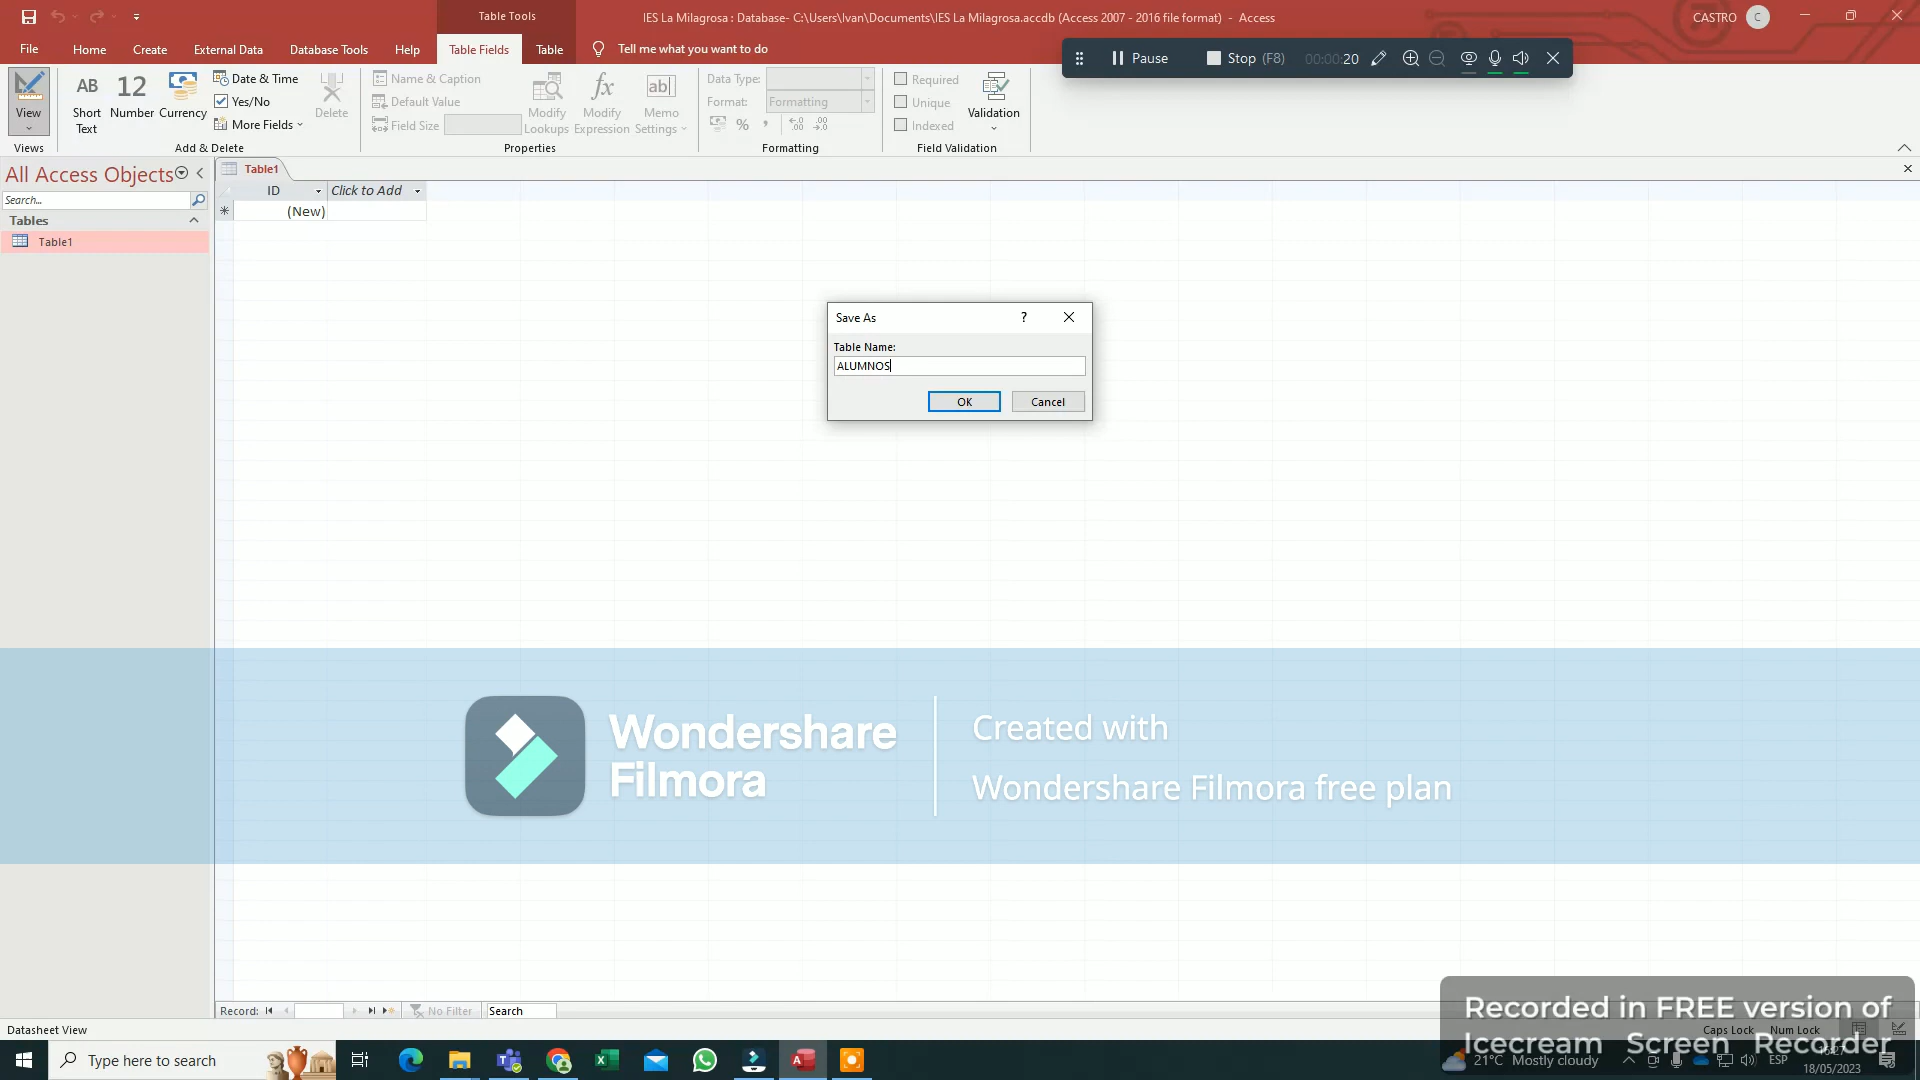 Table Tools
IES La Milagrosa : Database- C:\Users\Ivan\Documents\IES La Milagrosa.accdb (Access 2007 - 2016 file format) - Access
CASTRO C
File Home Create External Data Database Tools Help Table Fields Table Tell me what you want to do
Pause Stop (F8) 00:00:20
AB 12
Short Text
Number
Currency
Date & Time
Yes/No
More Fields
Delete
View
Name & Caption
Default Value
Field Size
Modify Lookups
fx
Modify Expression
ab|
Memo Settings
Data Type:
Format: Formatting
%
Required
Unique
Indexed
Validation
Views Add & Delete Properties Formatting Field Validation
All Access Objects
Search...
Tables
Table1
Table1
ID Click to Add
(New)
Save As ?
Table Name:
ALUMNOS
OK Cancel
Wondershare
Filmora
Created with
Wondershare Filmora free plan
Record: No Filter Search
Datasheet View
Caps Lock Num Lock
Recorded in FREE version of
Icecream Screen Recorder
Type here to search
21°C Mostly cloudy
ESP
18/05/2023